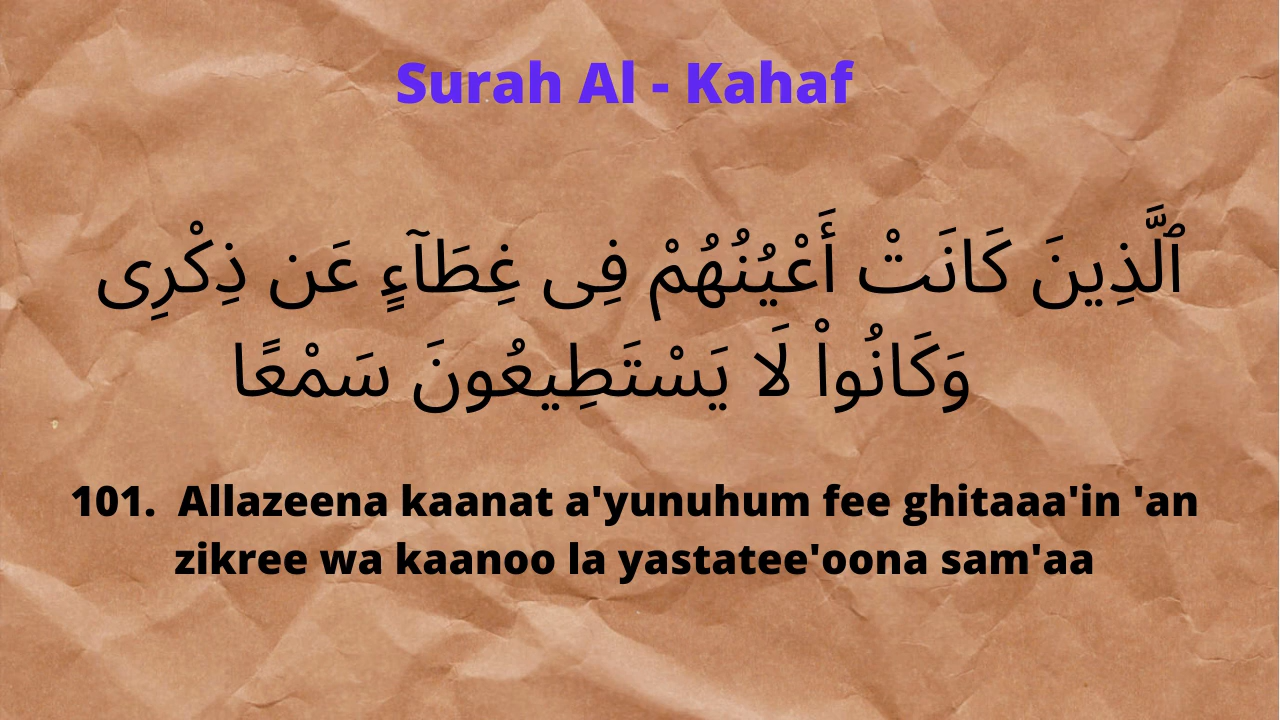 Surah Al - Kahaf
ٱلَّذِينَ كَانَتْ أَعْيُنُهُمْ فِى غِطَآءٍ عَن ذِكْرِى
وَكَانُوا۟ لَا يَسْتَطِيعُونَ سَمْعًا
101. Allazeena kaanat a'yunuhum fee ghitaaa'in 'an
zikree wa kaanoo la yastatee'oona sam'aa